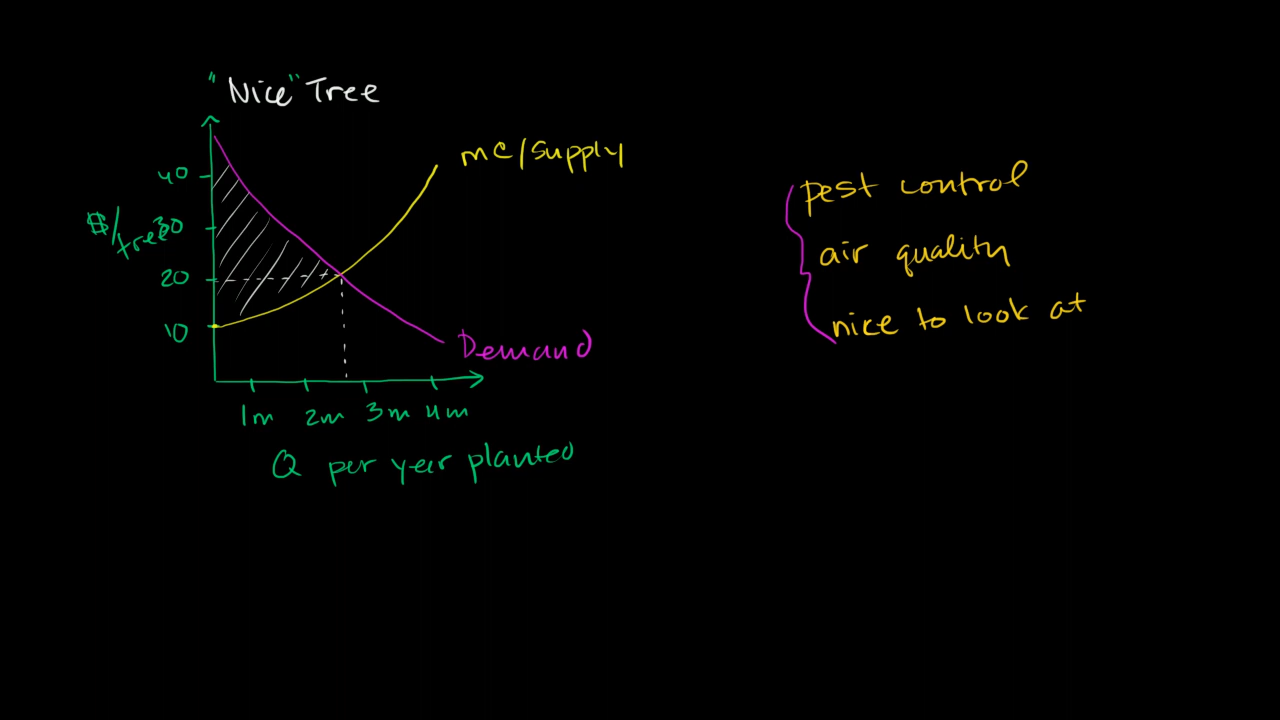 "Nice" Tree
mc/supply
40
$/tree
30
20
10
Demand
1m 2m 3m 4m
Q per year planted
pest control
air quality
nice to look at